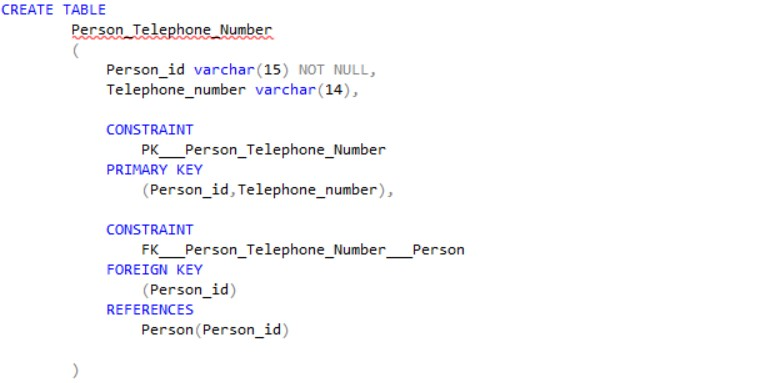 CREATE TABLE
Person_Telephone_Number
(
Person_id varchar(15) NOT NULL,
Telephone_number varchar(14),
CONSTRAINT
PK___Person_Telephone_Number
PRIMARY KEY
(Person_id,Telephone_number),
CONSTRAINT
FK___Person_Telephone_Number___Person
FOREIGN KEY
(Person_id)
REFERENCES
Person(Person_id)
)